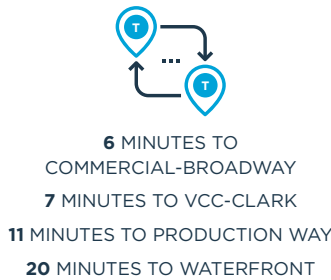 T
T
6 MINUTES TO
COMMERCIAL-BROADWAY
7 MINUTES TO VCC-CLARK
11 MINUTES TO PRODUCTION WAY
20 MINUTES TO WATERFRONT